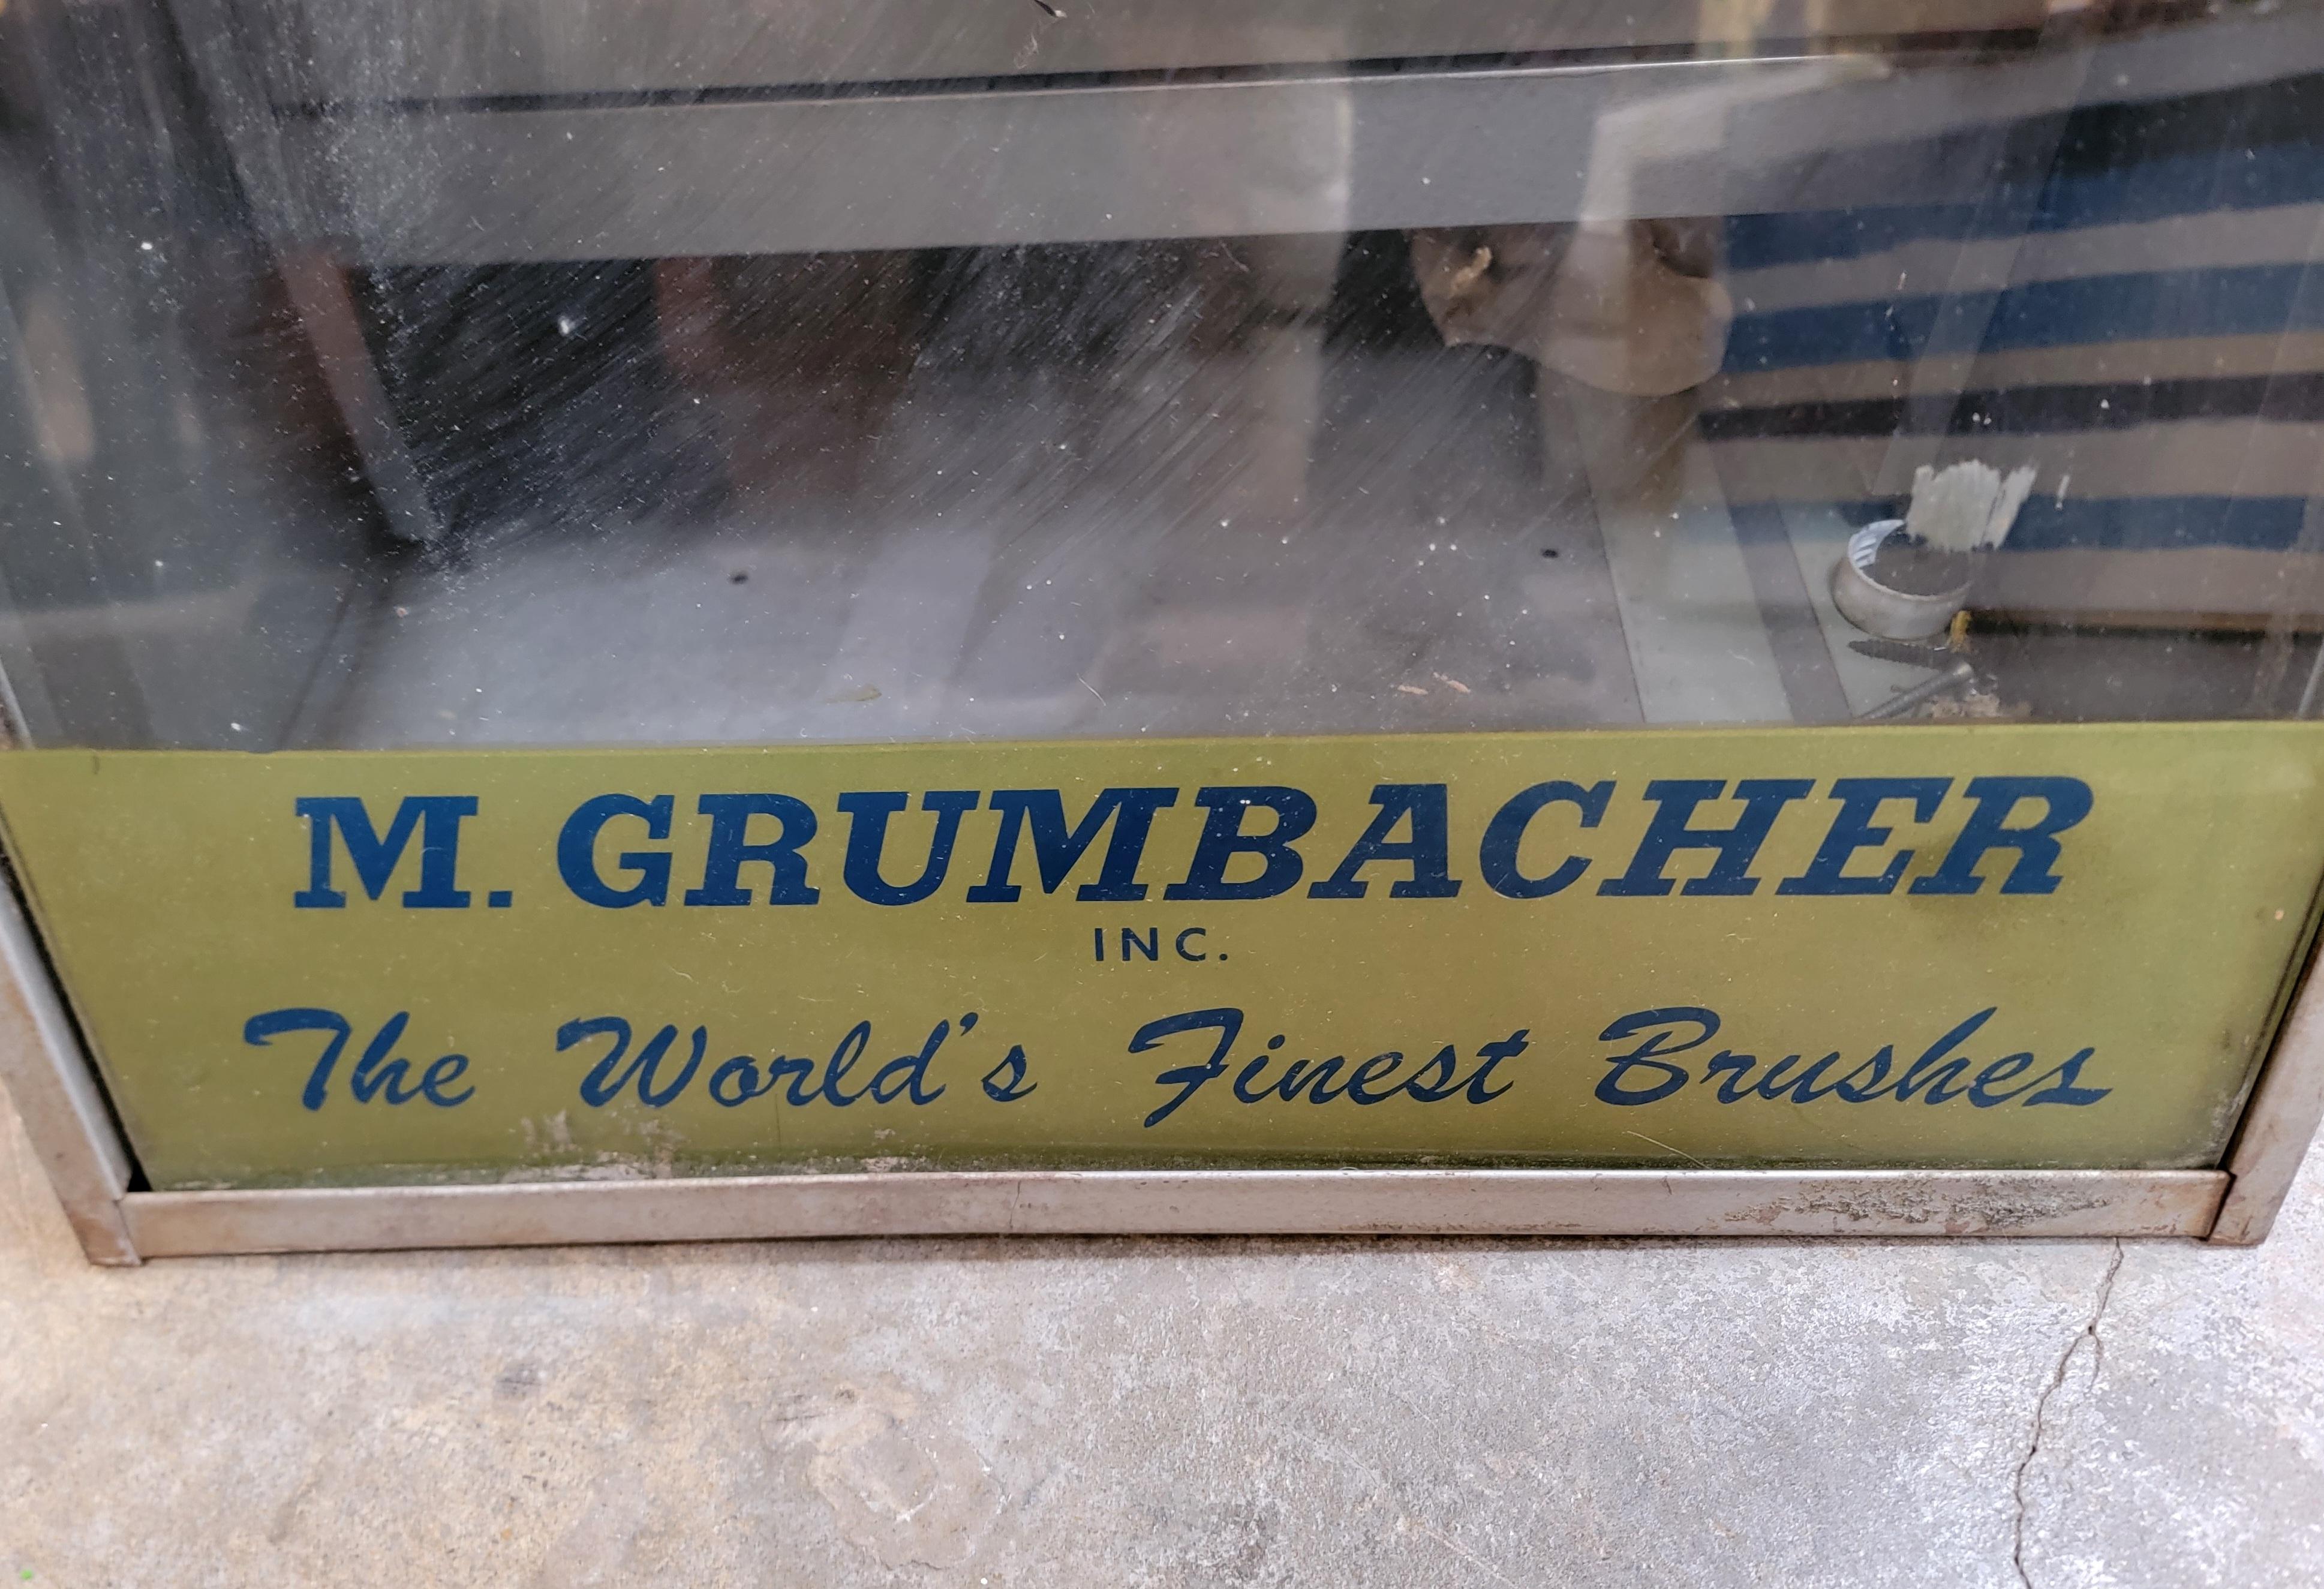 M. GRUMBACHER
INC.
The World's Finest Brushes